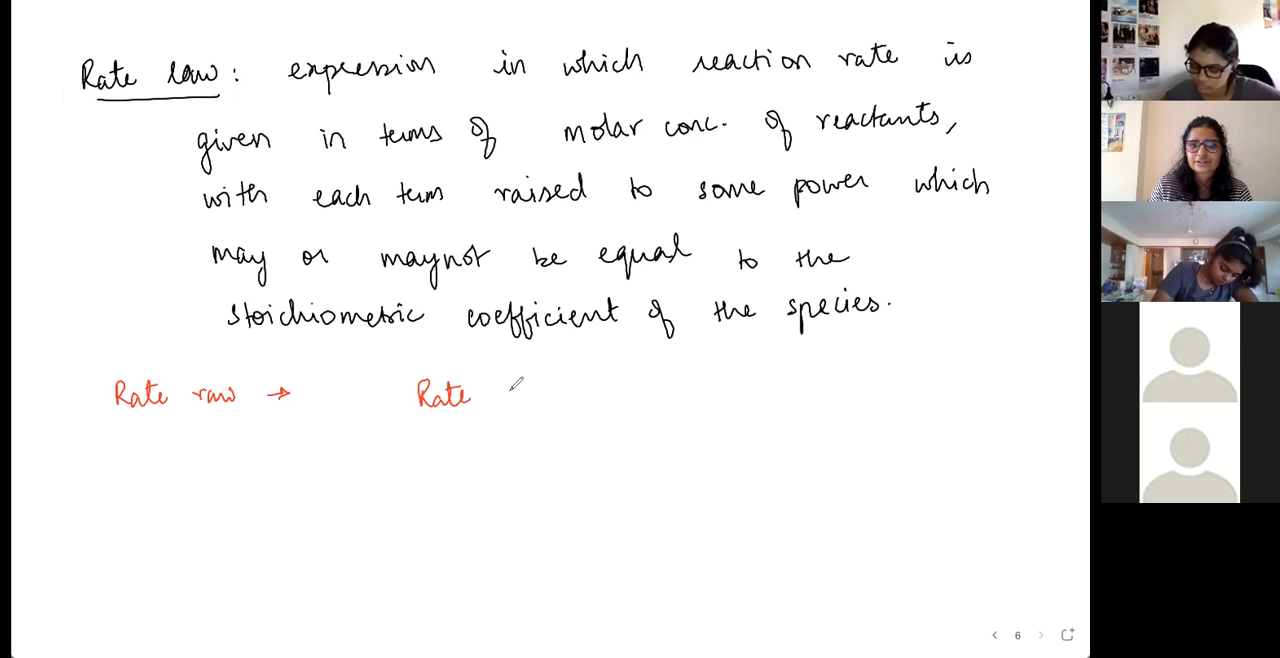 Rate law : expression in which reaction rate is
given in terms of molar conc. of reactants,
with each term raised to some power which
may or maynot be equal to the
stoichiometric coefficient of the species.
Rate raw → Rate
6